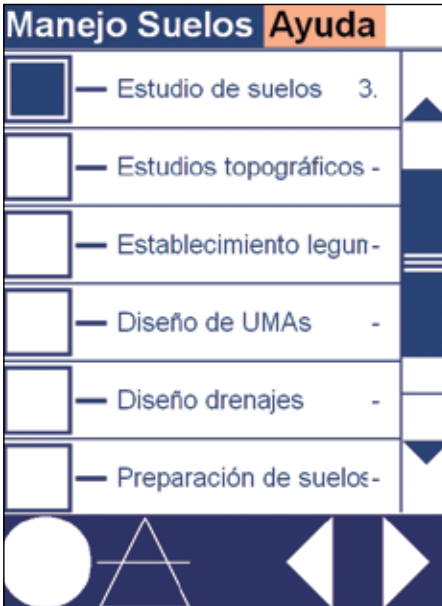 Manejo Suelos Ayuda
— Estudio de suelos 3.
— Estudios topográficos -
— Establecimiento legun-
— Diseño de UMAs -
— Diseño drenajes -
— Preparación de suelos-